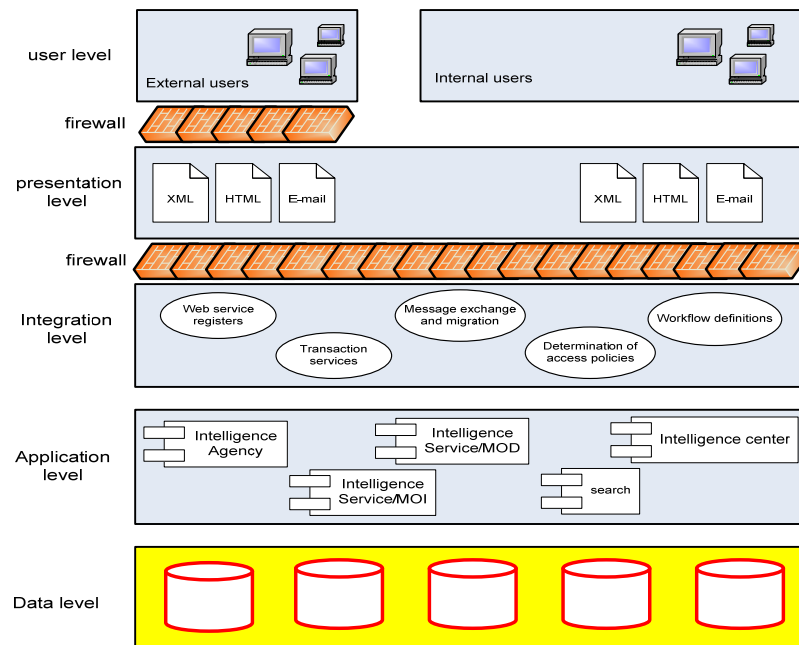 user level
External users
Internal users
firewall
presentation
level
XML
HTML
E-mail
XML
HTML
E-mail
firewall
Integration
level
Web service
registers
Transaction
services
Message exchange
and migration
Determination of
access policies
Workflow definitions
Application
level
Intelligence
Agency
Intelligence
Service/MOI
Intelligence
Service/MOD
search
Intelligence center
Data level